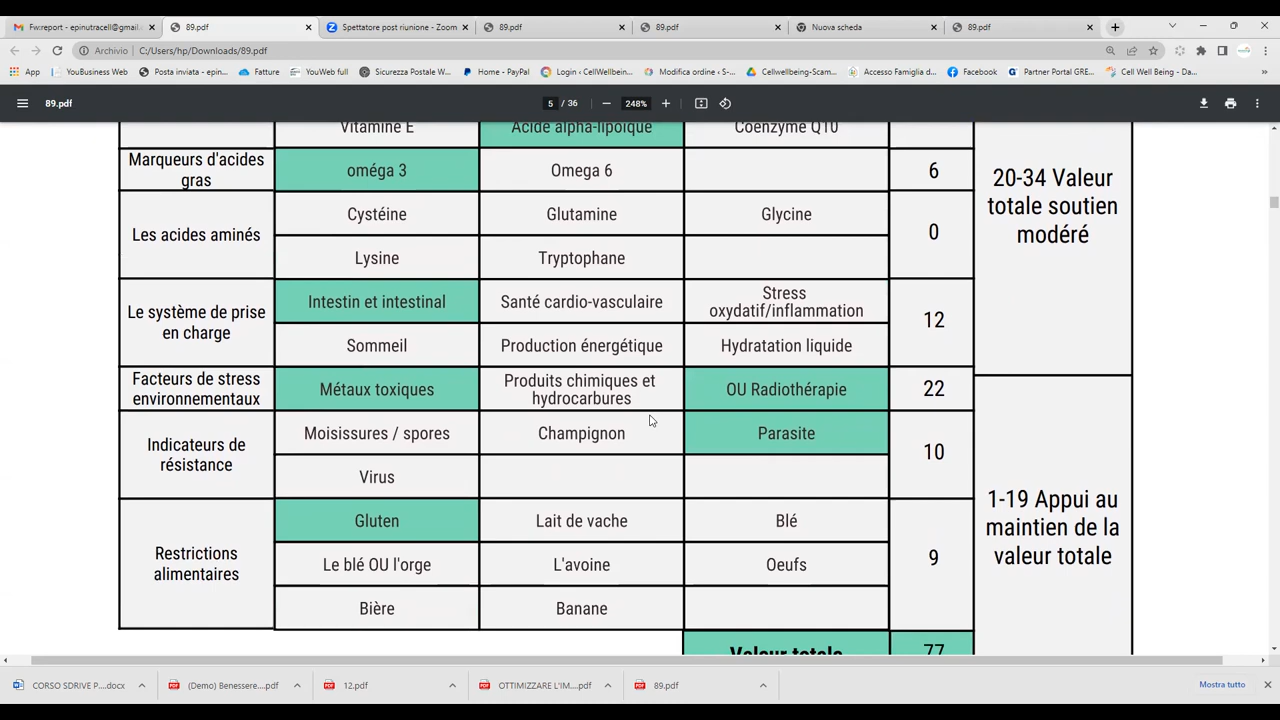 Fw:report - epinutracell@gmail.c
89.pdf
Spettatore post riunione - Zoom
89.pdf
89.pdf
Nuova scheda
89.pdf
Archivio
C:/Users/hp/Downloads/89.pdf
App
YouBusiness Web
Posta inviata - epin...
Fatture
YouWeb full
Sicurezza Postale W...
Home - PayPal
Login ‹ CellWellbein...
Modifica ordine ‹ S...
Cellwellbeing-Scam...
Accesso Famiglia d...
Facebook
Partner Portal GRE...
Cell Well Being - Da...
89.pdf
5 / 36
248%
Vitamine E
Acide alpha-lipoïque
Coenzyme Q10
Marqueurs d'acides
gras
oméga 3
Omega 6
6
20-34 Valeur
totale soutien
modéré
Les acides aminés
Cystéine
Glutamine
Glycine
0
Lysine
Tryptophane
Le système de prise
en charge
Intestin et intestinal
Santé cardio-vasculaire
Stress
oxydatif/inflammation
12
Sommeil
Production énergétique
Hydratation liquide
Facteurs de stress
environnementaux
Métaux toxiques
Produits chimiques et
hydrocarbures
OU Radiothérapie
22
Indicateurs de
résistance
Moisissures / spores
Champignon
Parasite
10
Virus
1-19 Appui au
maintien de la
valeur totale
Restrictions
alimentaires
Gluten
Lait de vache
Blé
9
Le blé OU l'orge
L'avoine
Oeufs
Bière
Banane
Valeur totale
77
CORSO SDRIVE P....docx
(Demo) Benessere....pdf
12.pdf
OTTIMIZZARE L'IM....pdf
89.pdf
Mostra tutto